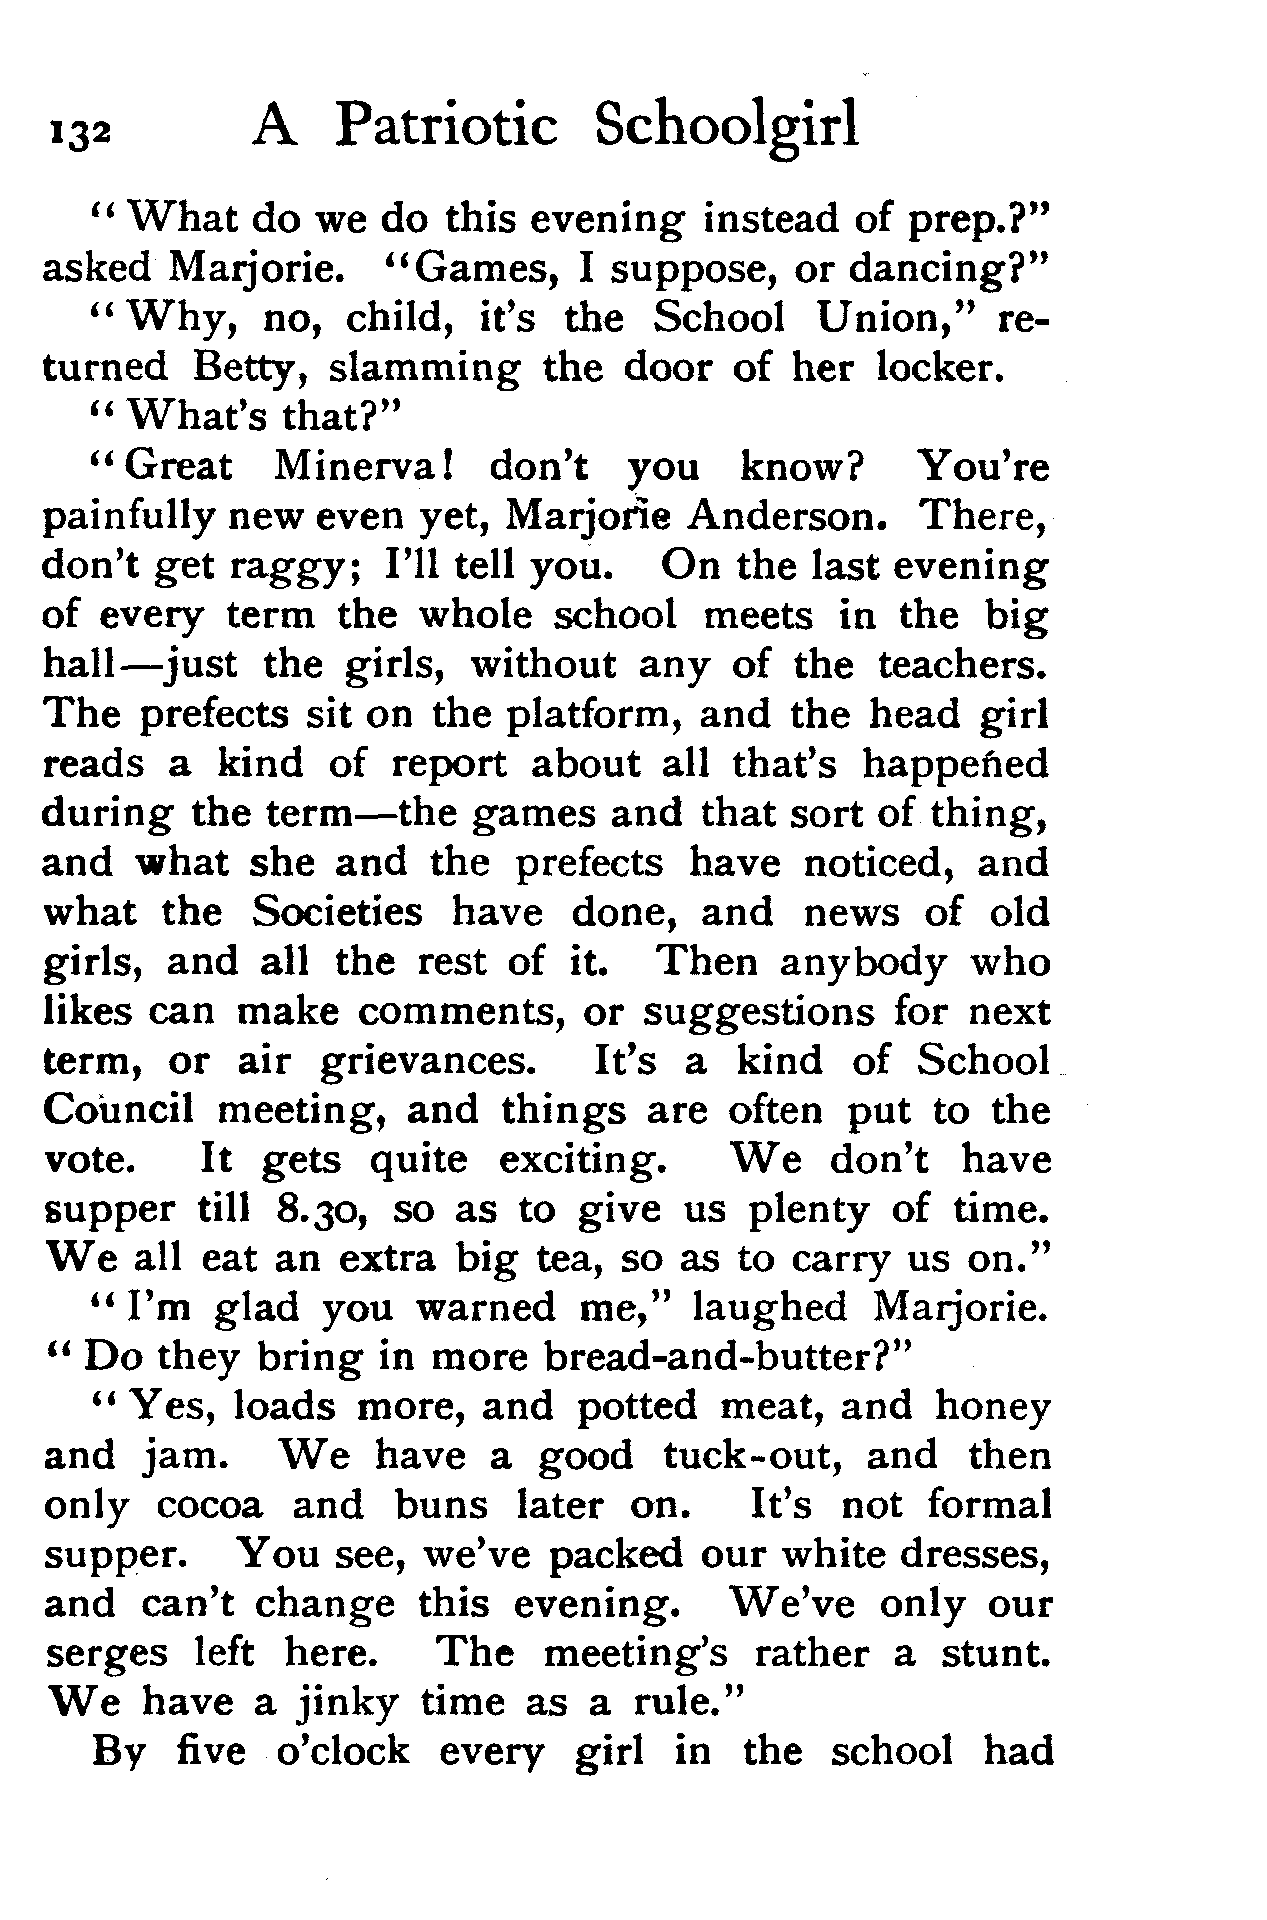 132 A Patriotic Schoolgirl
"What do we do this evening instead of prep.?"
asked Marjorie. "Games, I suppose, or dancing?"
"Why, no, child, it's the School Union," re-
turned Betty, slamming the door of her locker.
"What's that?"
"Great Minerva! don't you know? You're
painfully new even yet, Marjorie Anderson. There,
don't get raggy; I'll tell you. On the last evening
of every term the whole school meets in the big
hall—just the girls, without any of the teachers.
The prefects sit on the platform, and the head girl
reads a kind of report about all that's happened
during the term—the games and that sort of thing,
and what she and the prefects have noticed, and
what the Societies have done, and news of old
girls, and all the rest of it. Then anybody who
likes can make comments, or suggestions for next
term, or air grievances. It's a kind of School
Council meeting, and things are often put to the
vote. It gets quite exciting. We don't have
supper till 8.30, so as to give us plenty of time.
We all eat an extra big tea, so as to carry us on."
"I'm glad you warned me," laughed Marjorie.
"Do they bring in more bread-and-butter?"
"Yes, loads more, and potted meat, and honey
and jam. We have a good tuck-out, and then
only cocoa and buns later on. It's not formal
supper. You see, we've packed our white dresses,
and can't change this evening. We've only our
serges left here. The meeting's rather a stunt.
We have a jinky time as a rule."
By five o'clock every girl in the school had